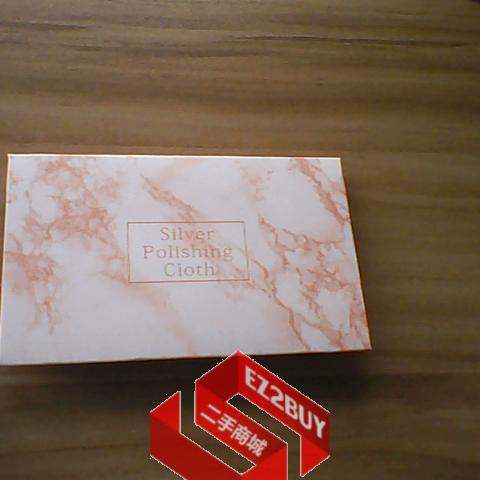 Silver
Polishing
Cloth
EZ2BUY
二手商城